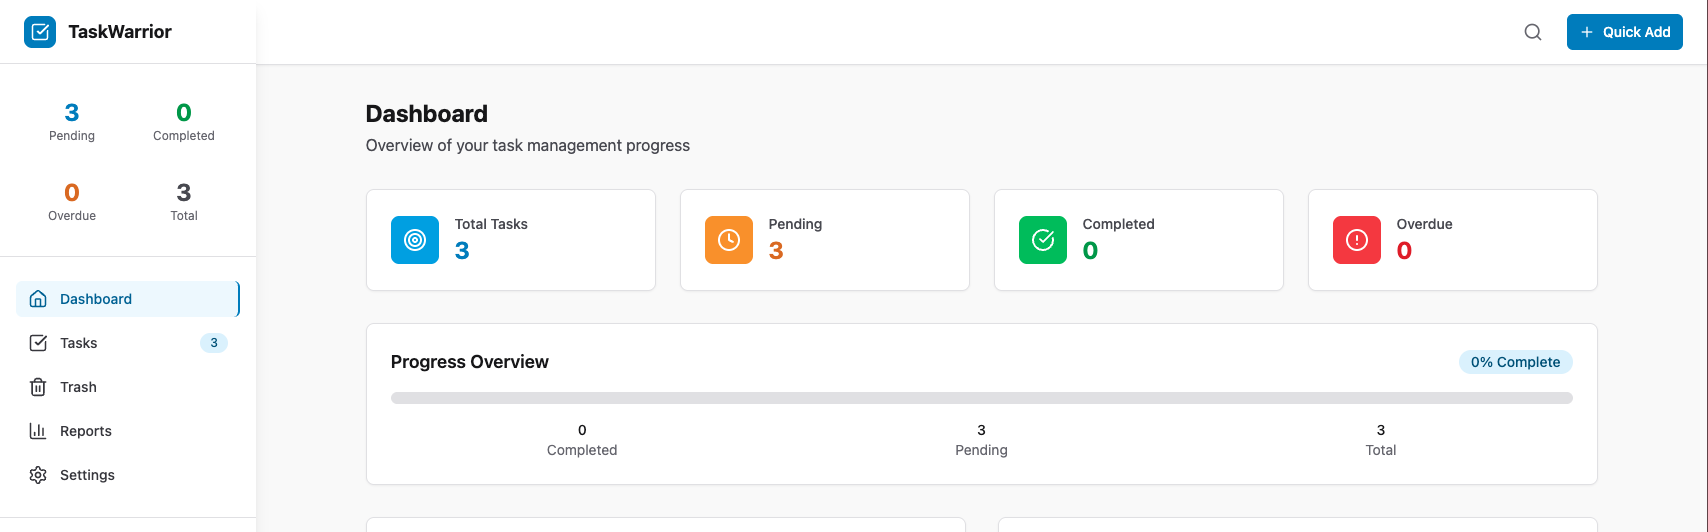 TaskWarrior
Quick Add
3
Pending
0
Completed
0
Overdue
3
Total
Dashboard
Tasks
3
Trash
Reports
Settings
Dashboard
Overview of your task management progress
Total Tasks
3
Pending
3
Completed
0
Overdue
0
Progress Overview
0% Complete
0
Completed
3
Pending
3
Total